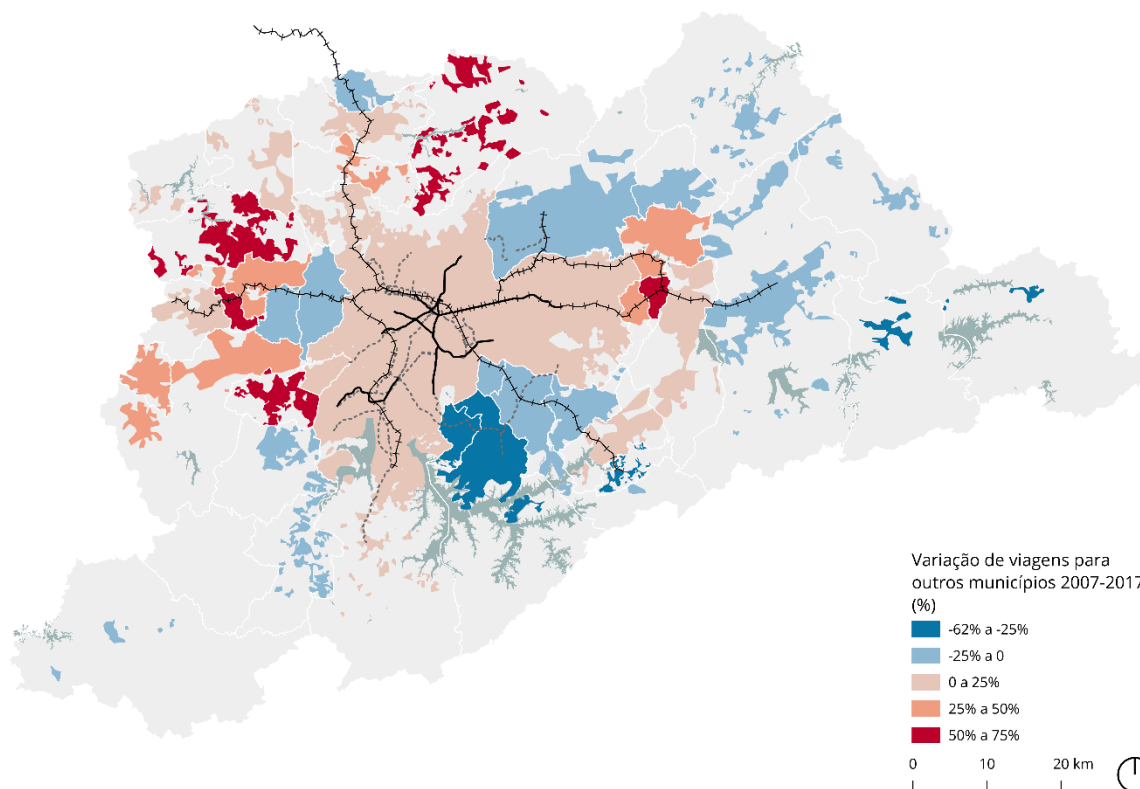 Variação de viagens para
outros municípios 2007-2017
(%)
-62% a -25%
-25% a 0
0 a 25%
25% a 50%
50% a 75%
0 10 20 km